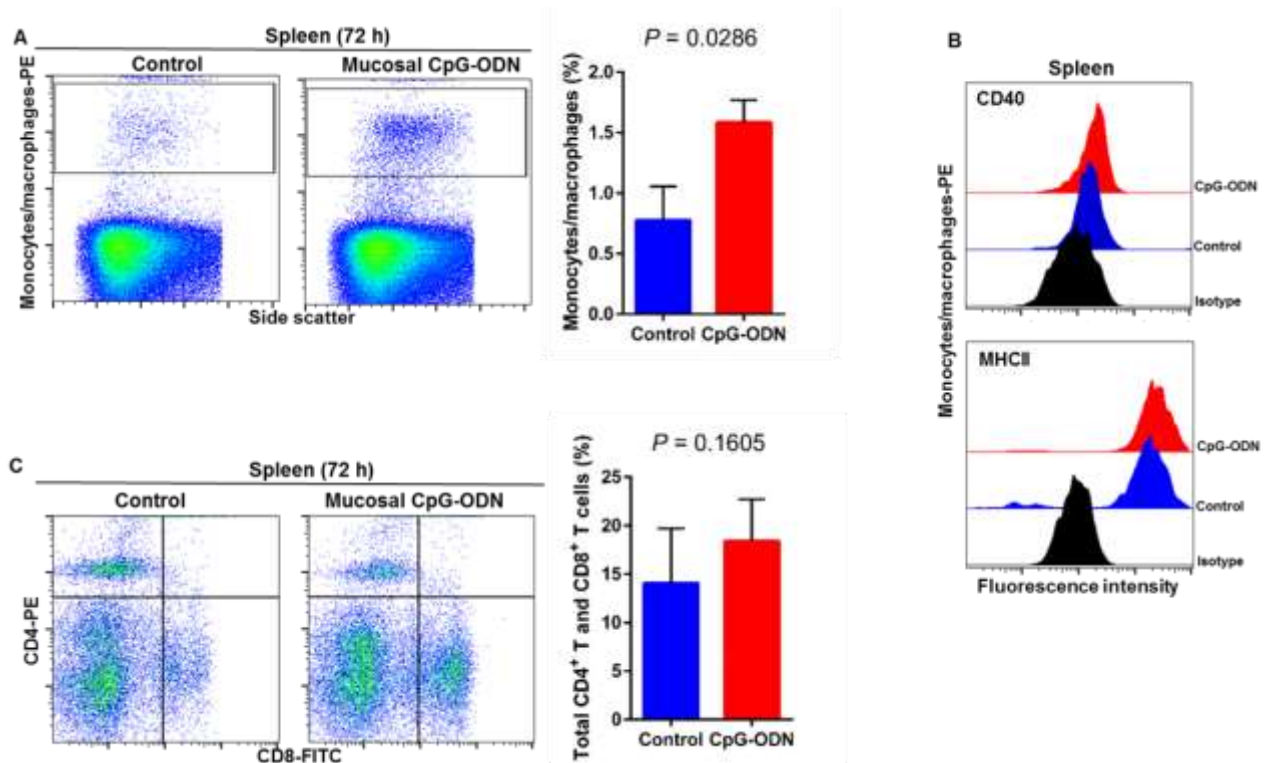 A
Spleen (72 h)
Control
Mucosal CpG-ODN
Monocytes/macrophages-PE
Side scatter
P = 0.0286
Monocytes/macrophages (%)
2.0
1.5
1.0
0.5
0.0
Control CpG-ODN
B
Spleen
CD40
CpG-ODN
Control
Isotype
MHCII
CpG-ODN
Control
Isotype
Monocytes/macrophages-PE
Fluorescence intensity
C
Spleen (72 h)
Control
Mucosal CpG-ODN
CD4-PE
CD8-FITC
P = 0.1605
Total CD4⁺ T and CD8⁺ T cells (%)
25
20
15
10
5
0
Control CpG-ODN